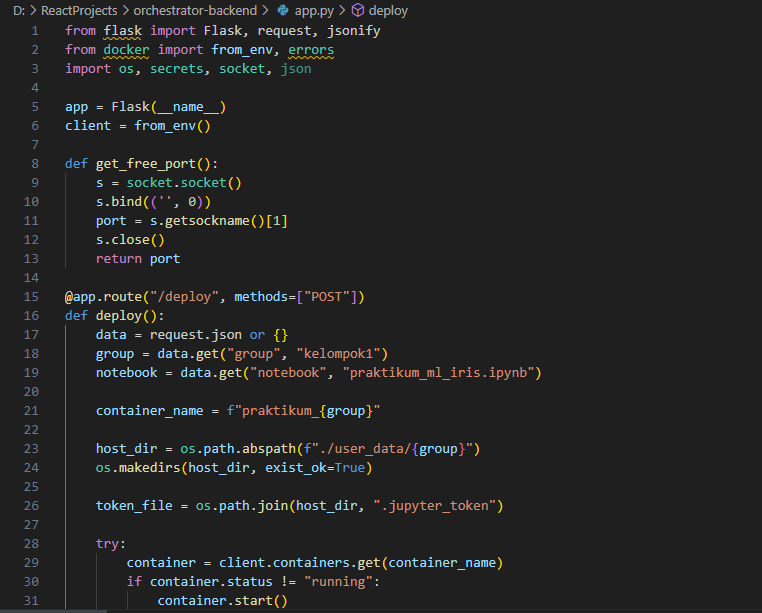 D: > ReactProjects > orchestrator-backend > app.py > deploy
1 from flask import Flask, request, jsonify
2 from docker import from_env, errors
3 import os, secrets, socket, json
4
5 app = Flask(__name__)
6 client = from_env()
7
8 def get_free_port():
9     s = socket.socket()
10     s.bind(('', 0))
11     port = s.getsockname()[1]
12     s.close()
13     return port
14
15 @app.route("/deploy", methods=["POST"])
16 def deploy():
17     data = request.json or {}
18     group = data.get("group", "kelompok1")
19     notebook = data.get("notebook", "praktikum_ml_iris.ipynb")
20
21     container_name = f"praktikum_{group}"
22
23     host_dir = os.path.abspath(f"./user_data/{group}")
24     os.makedirs(host_dir, exist_ok=True)
25
26     token_file = os.path.join(host_dir, ".jupyter_token")
27
28     try:
29         container = client.containers.get(container_name)
30         if container.status != "running":
31             container.start()